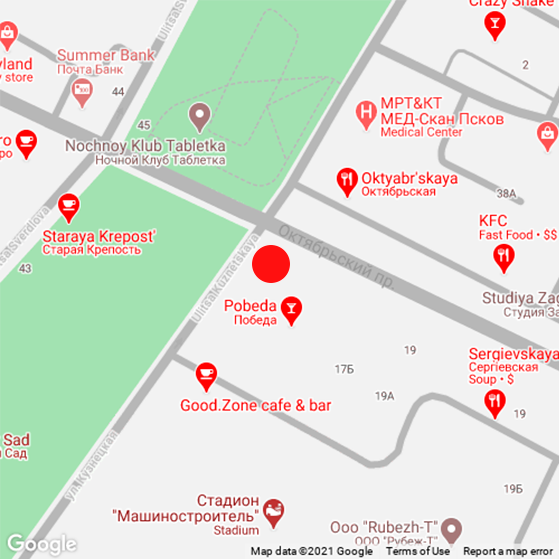 Crazy Shake
yland
y store
Summer Bank
Почта Банк
44
Ulitsa Sverdlova
2
45
МРТ&КТ
МЕД-Скан Псков
Medical Center
Nochnoy Klub Tabletka
Ночной Клуб Таблетка
ro
ро
Oktyabr'skaya
Октябрьская
38А
Staraya Krepost'
Старая Крепость
Ulitsa Sverdlova
43
Ulitsa Kuznetskaya
Октябрьский пр.
KFC
Fast Food • $$
Studiya Zag
Студия За
Pobeda
Победа
17Б
19
Sergievskaya
Сергіевская
Soup • $
19А
19
Good.Zone cafe & bar
ул. Кузнецкая
Sad
Сад
19Б
Стадион
"Машиностроитель"
Stadium
Ooo "Rubezh-T"
ООО "Рубеж-Т"
Google
Map data ©2021 Google
Terms of Use
Report a map error